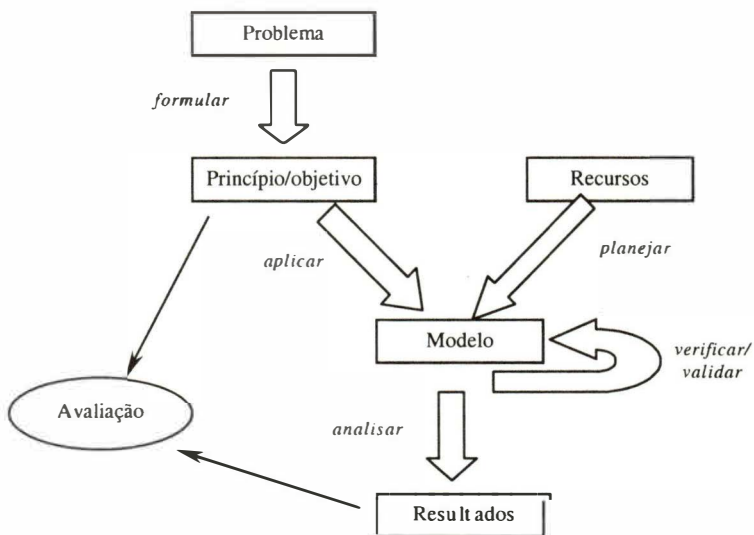 Problema
formular
Princípio/objetivo
Recursos
aplicar
planejar
Modelo
verificar/
validar
Avaliação
analisar
Resultados